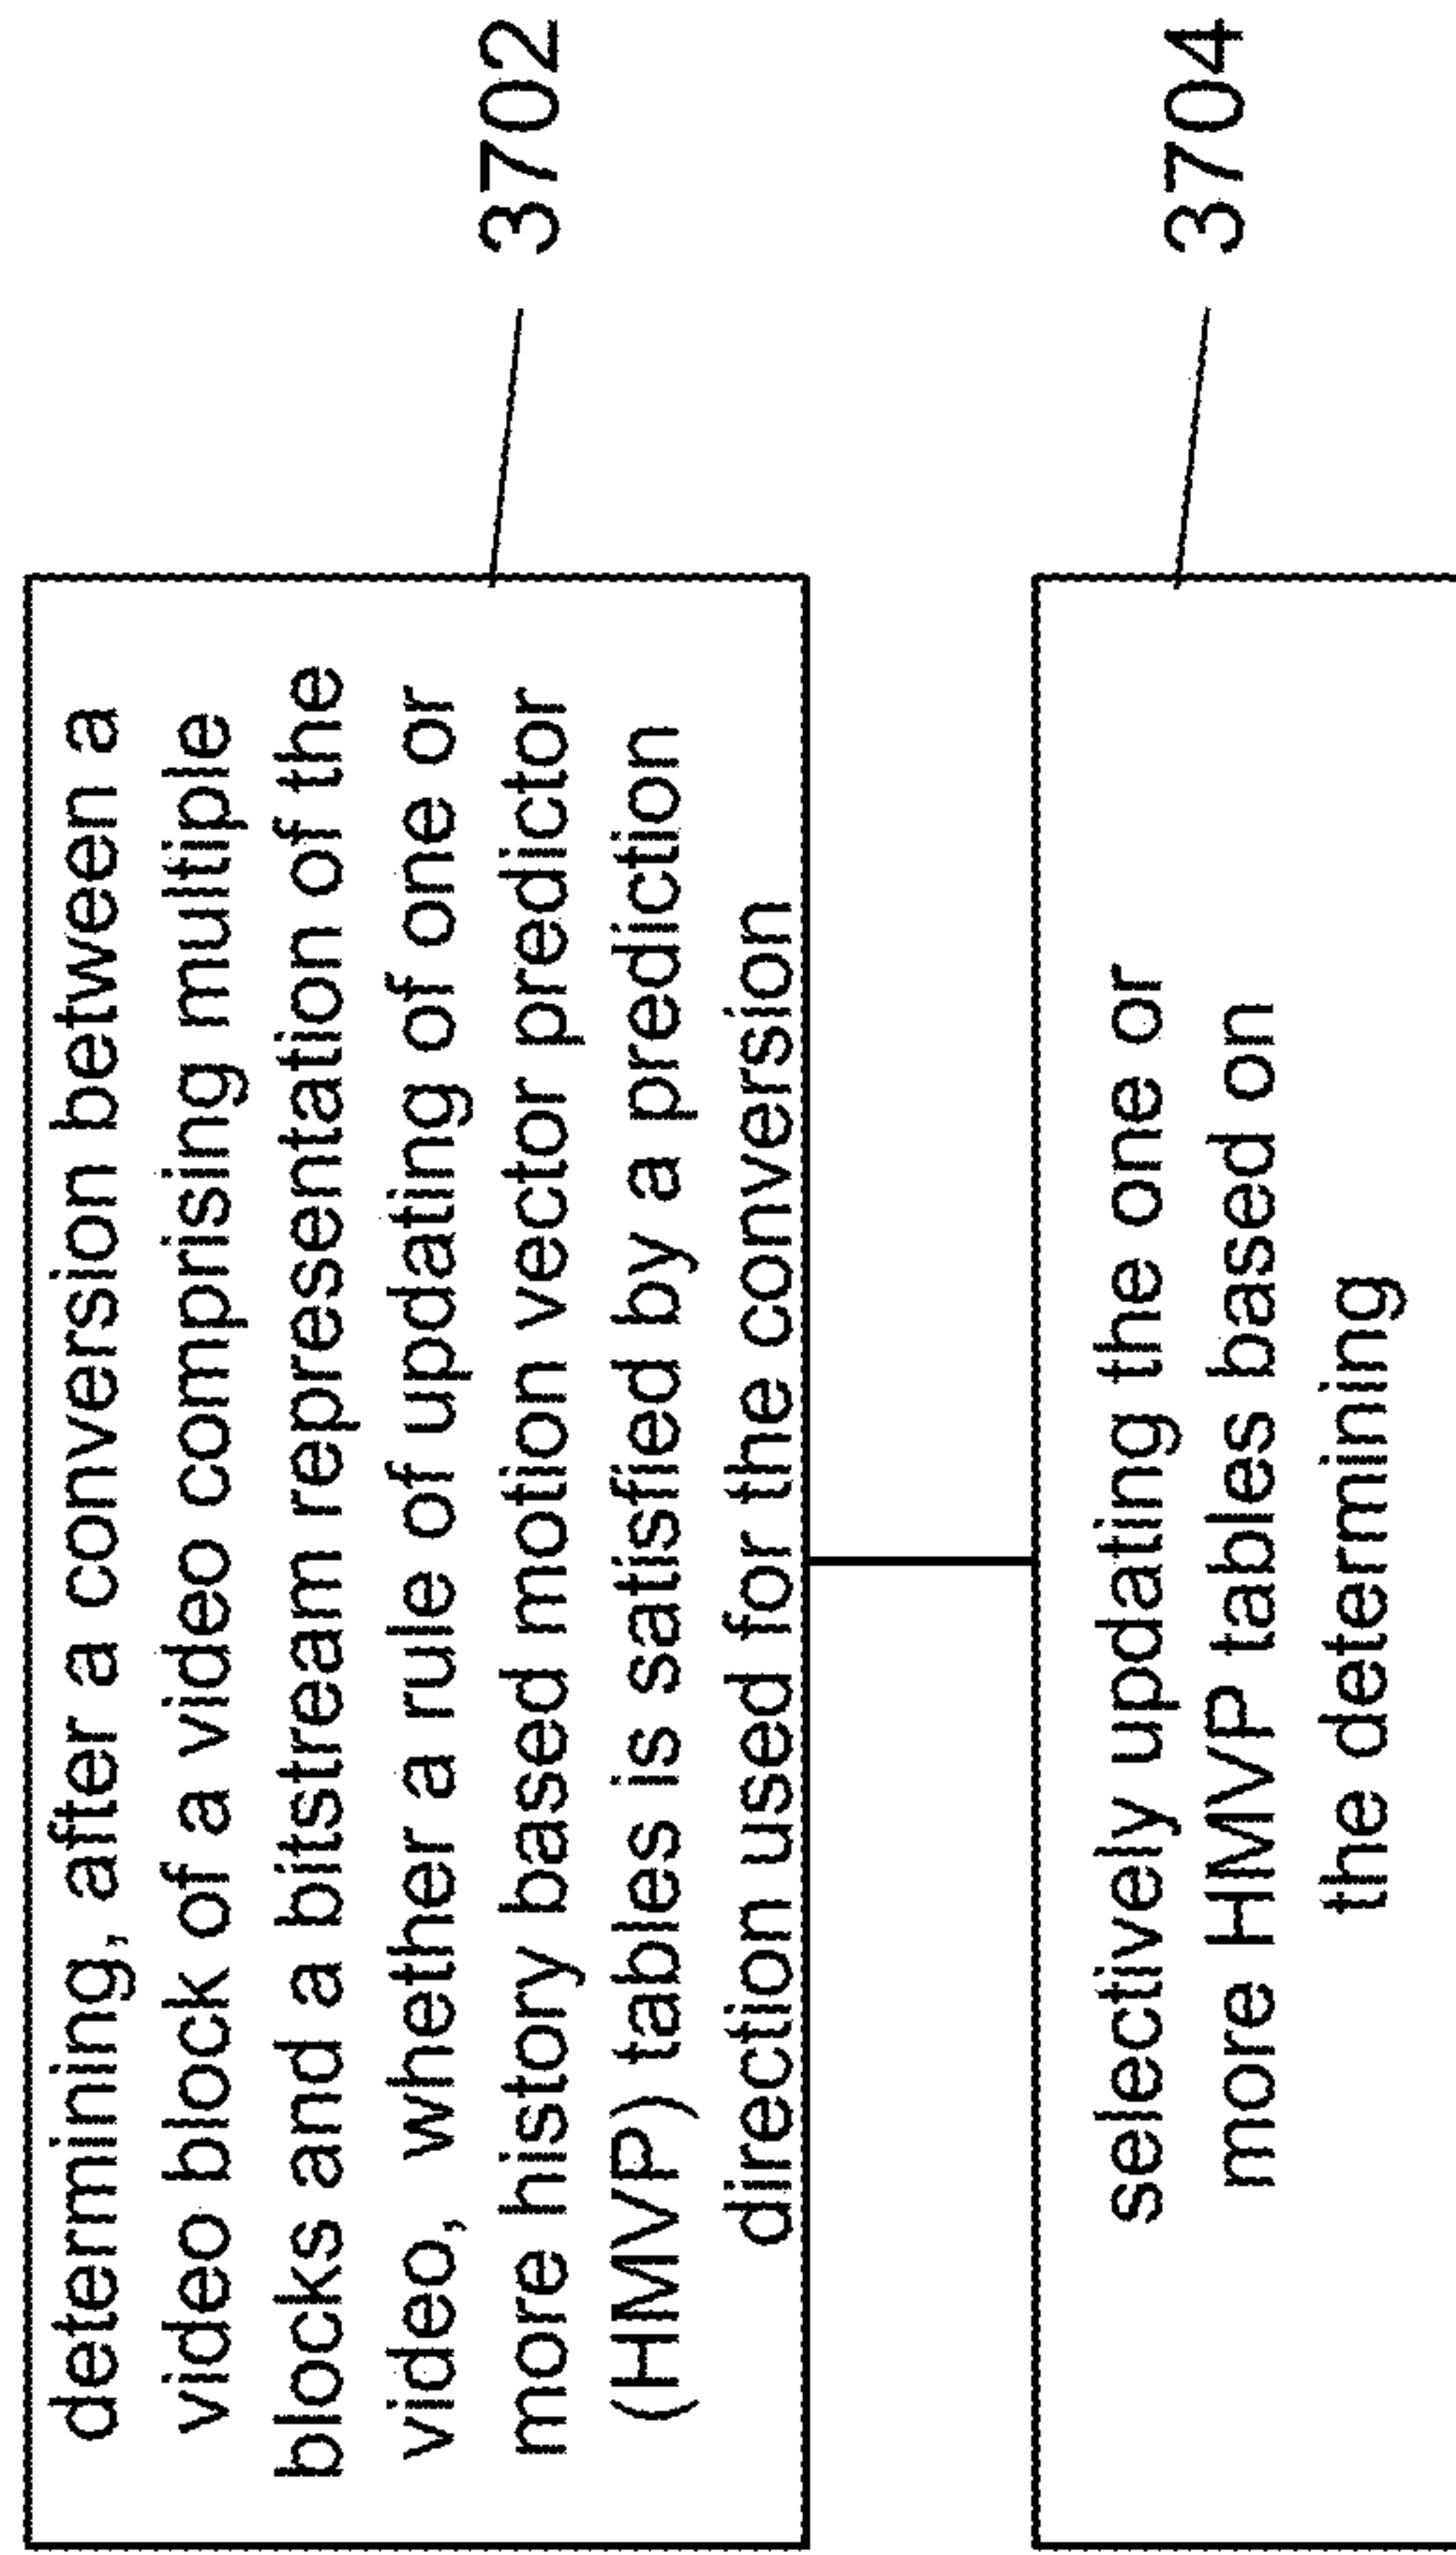 determining, after a conversion between a
video block of a video comprising multiple
blocks and a bitstream representation of the
video, whether a rule of updating of one or
more history based motion vector predictor
(HMVP) tables is satisfied by a prediction
direction used for the conversion
3702
selectively updating the one or
more HMVP tables based on
the determining
3704